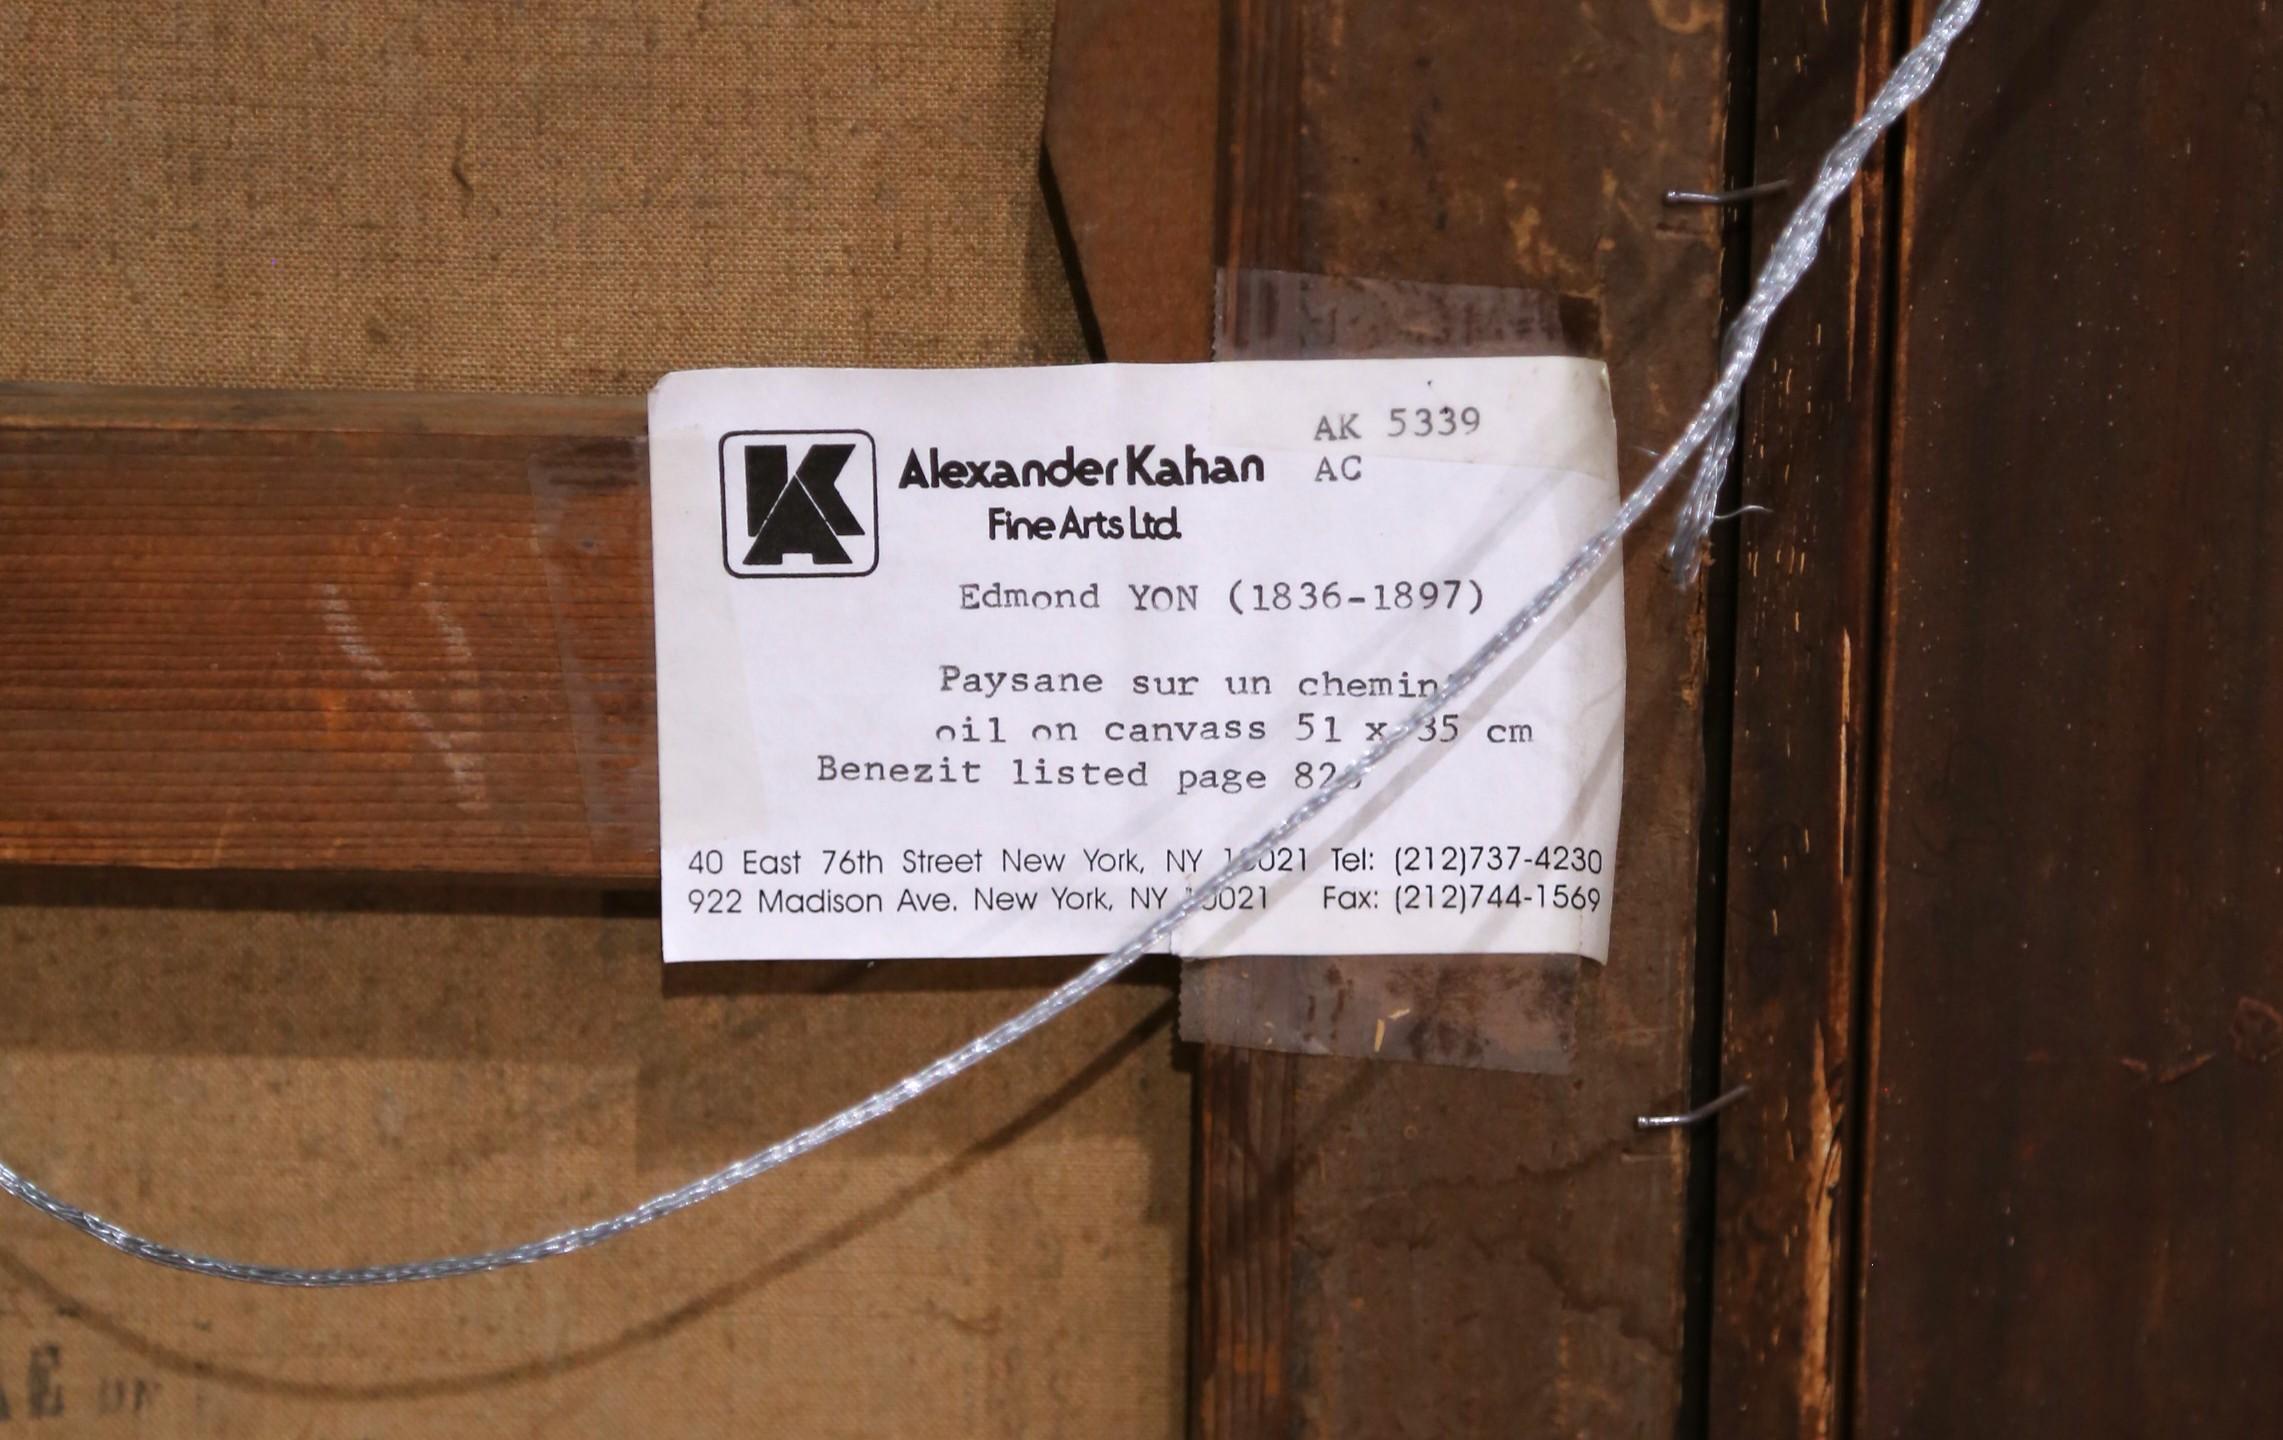 AK 5339
Alexander Kahan AC
Fine Arts Ltd.
Edmond YON (1836-1897)
Paysane sur un chemin
oil on canvass 51 x 35 cm
Benezit listed page
40 East 76th Street New York, NY 10021 Tel: (212)737-4230
922 Madison Ave. New York, NY 10021 Fax: (212)744-1569